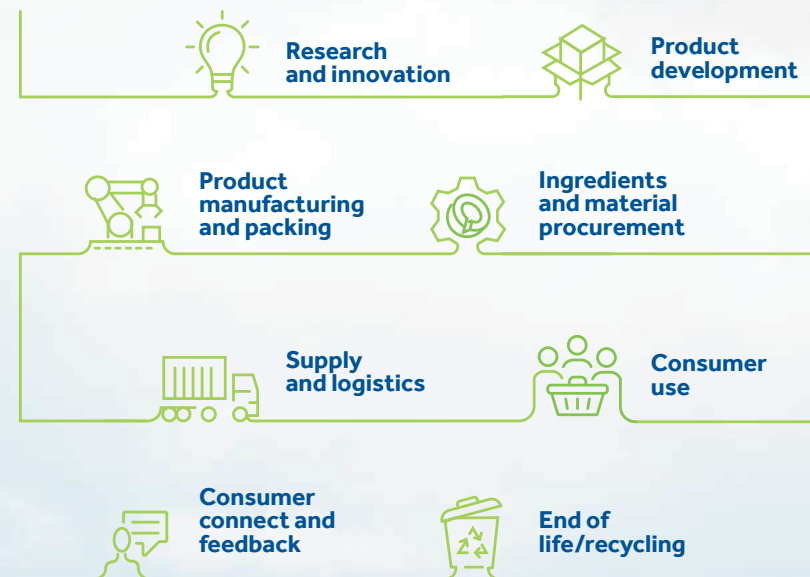 Research
and innovation
Product
development
Product
manufacturing
and packing
Ingredients
and material
procurement
Supply
and logistics
Consumer
use
Consumer
connect and
feedback
End of
life/recycling